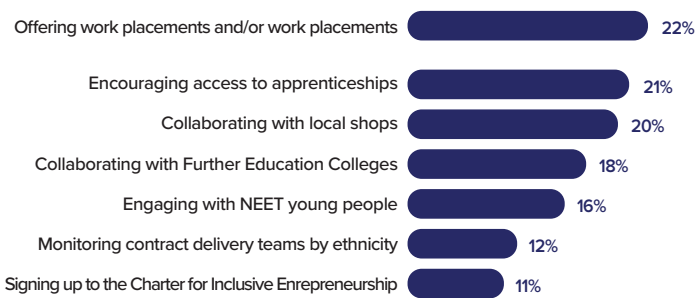 Offering work placements and/or work placements 22%
Encouraging access to apprenticeships 21%
Collaborating with local shops 20%
Collaborating with Further Education Colleges 18%
Engaging with NEET young people 16%
Monitoring contract delivery teams by ethnicity 12%
Signing up to the Charter for Inclusive Enrepreneurship 11%